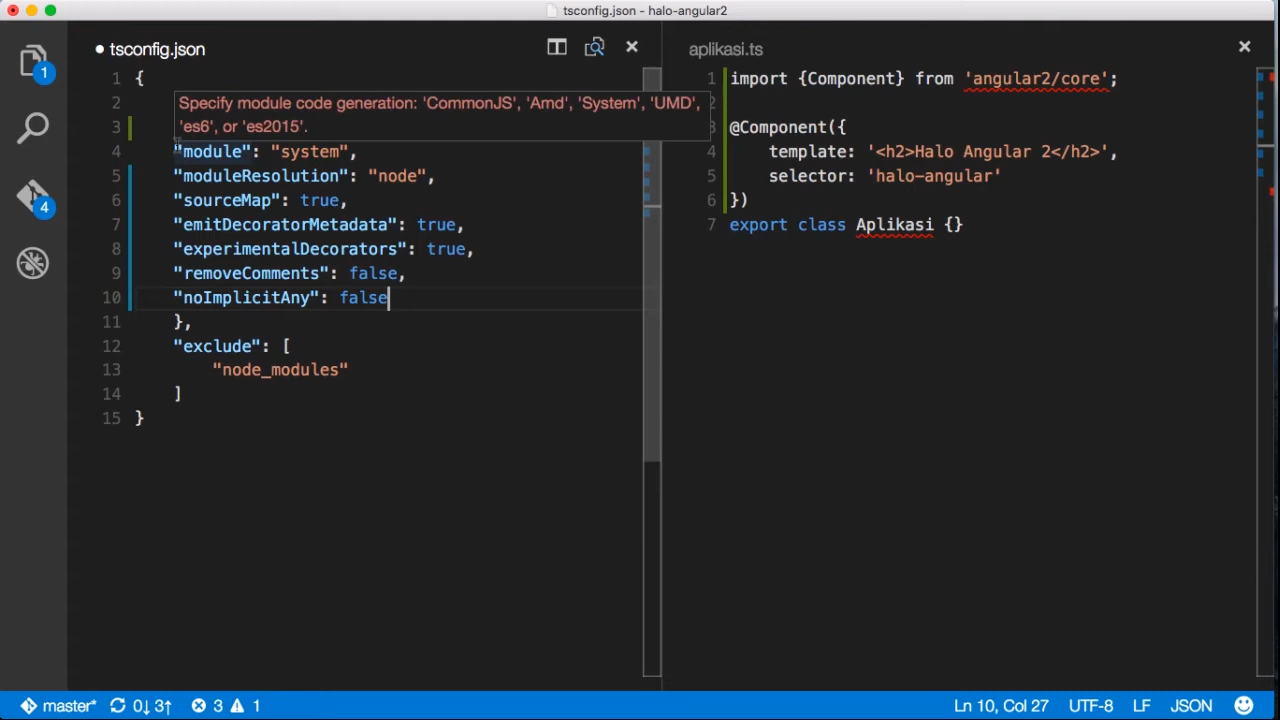 tsconfig.json - halo-angular2
tsconfig.json
1 {
2
3
Specify module code generation: 'CommonJS', 'Amd', 'System', 'UMD',
'es6', or 'es2015'.
4 "module": "system",
5 "moduleResolution": "node",
6 "sourceMap": true,
7 "emitDecoratorMetadata": true,
8 "experimentalDecorators": true,
9 "removeComments": false,
10 "noImplicitAny": false
11 },
12 "exclude": [
13 "node_modules"
14 ]
15 }
aplikasi.ts
1 import {Component} from 'angular2/core';
2
3 @Component({
4 template: '<h2>Halo Angular 2</h2>',
5 selector: 'halo-angular'
6 })
7 export class Aplikasi {}
1
4
master* 0↓ 3↑ 3 1
Ln 10, Col 27 UTF-8 LF JSON